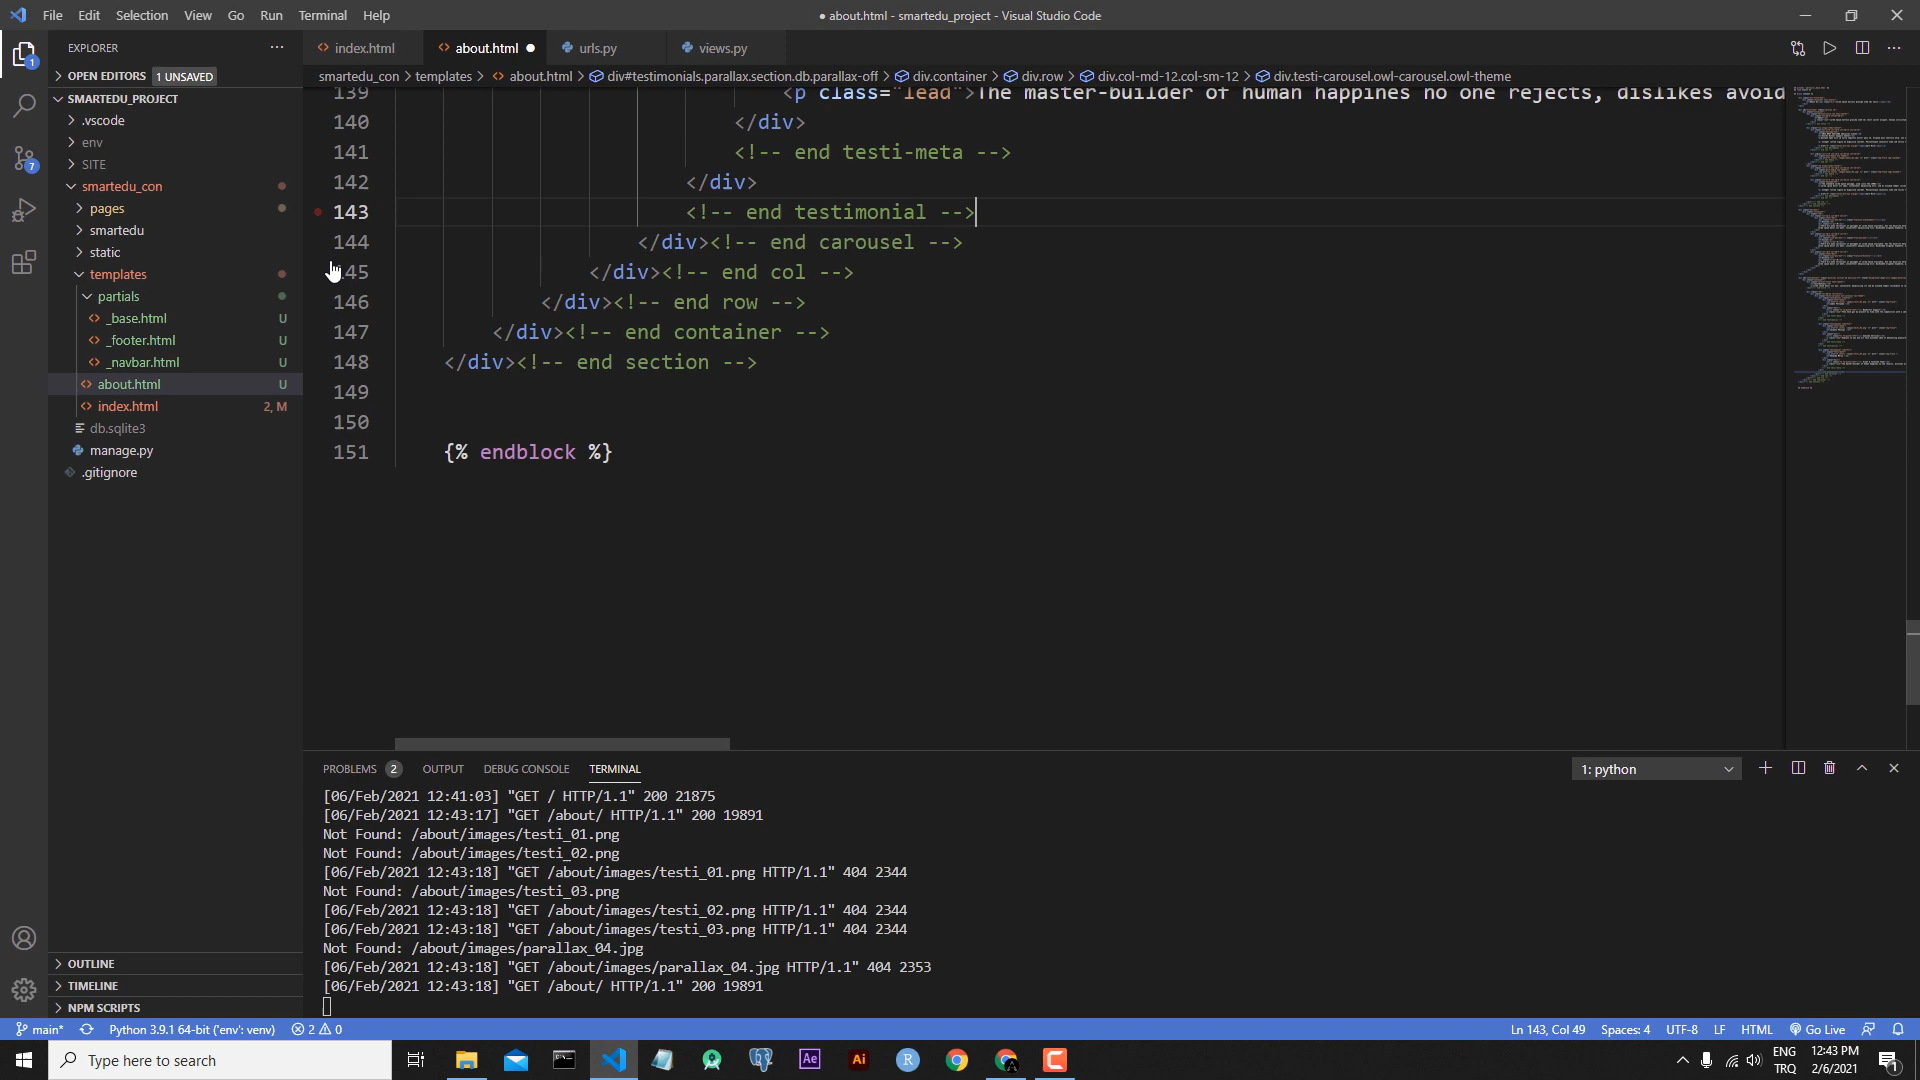 File Edit Selection View Go Run Terminal Help
● about.html - smartedu_project - Visual Studio Code
EXPLORER
index.html
about.html
urls.py
views.py
OPEN EDITORS 1 UNSAVED
smartedu_con > templates > about.html > div#testimonials.parallax.section.db.parallax-off > div.container > div.row > div.col-md-12.col-sm-12 > div.testi-carousel.owl-carousel.owl-theme
SMARTEDU_PROJECT
.vscode
env
SITE
smartedu_con
pages
smartedu
static
templates
partials
_base.html U
_footer.html U
_navbar.html U
about.html U
index.html 2, M
db.sqlite3
manage.py
.gitignore
139 <p class="lead">The master-builder of human happines no one rejects, dislikes avoid
140 </div>
141 <!-- end testi-meta -->
142 </div>
143 <!-- end testimonial -->
144 </div><!-- end carousel -->
145 </div><!-- end col -->
146 </div><!-- end row -->
147 </div><!-- end container -->
148 </div><!-- end section -->
149
150
151 {% endblock %}
PROBLEMS 2 OUTPUT DEBUG CONSOLE TERMINAL
1: python
[06/Feb/2021 12:41:03] "GET / HTTP/1.1" 200 21875
[06/Feb/2021 12:43:17] "GET /about/ HTTP/1.1" 200 19891
Not Found: /about/images/testi_01.png
Not Found: /about/images/testi_02.png
[06/Feb/2021 12:43:18] "GET /about/images/testi_01.png HTTP/1.1" 404 2344
Not Found: /about/images/testi_03.png
[06/Feb/2021 12:43:18] "GET /about/images/testi_02.png HTTP/1.1" 404 2344
[06/Feb/2021 12:43:18] "GET /about/images/testi_03.png HTTP/1.1" 404 2344
Not Found: /about/images/parallax_04.jpg
[06/Feb/2021 12:43:18] "GET /about/images/parallax_04.jpg HTTP/1.1" 404 2353
[06/Feb/2021 12:43:18] "GET /about/ HTTP/1.1" 200 19891
OUTLINE
TIMELINE
NPM SCRIPTS
main* Python 3.9.1 64-bit ('env': venv) 2 0
Ln 143, Col 49 Spaces: 4 UTF-8 LF HTML Go Live
Type here to search
ENG
TRQ
12:43 PM
2/6/2021